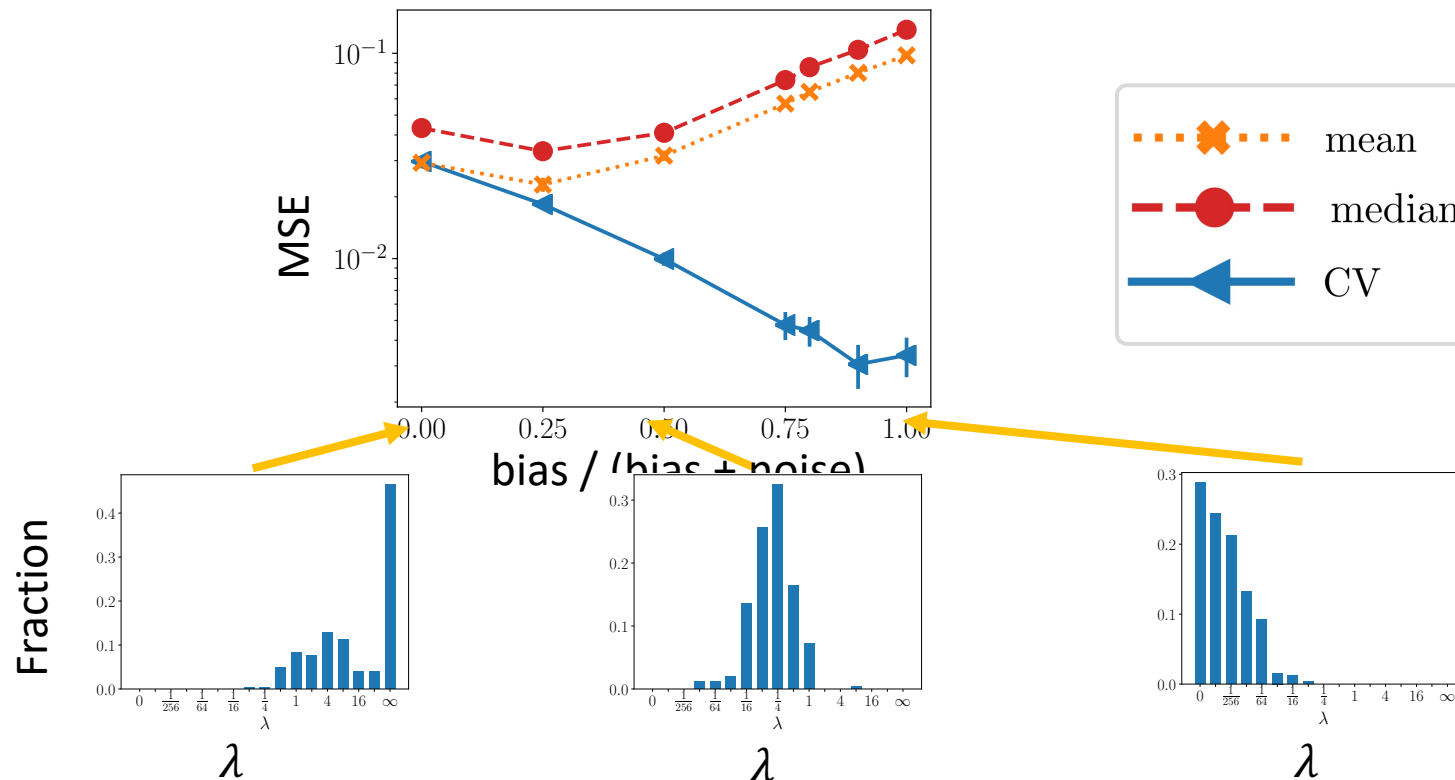 10⁻¹
10⁻²
MSE
0.00 0.25 0.50 0.75 1.00
bias / (bias + noise)
mean
median
CV
Fraction
0.4
0.3
0.2
0.1
0.0
0 1/256 1/64 1/16 1/4 1 4 16 ∞
λ
λ
0.3
0.2
0.1
0.0
0 1/256 1/64 1/16 1/4 1 4 16 ∞
λ
λ
0.3
0.2
0.1
0.0
0 1/256 1/64 1/16 1/4 1 4 16 ∞
λ
λ